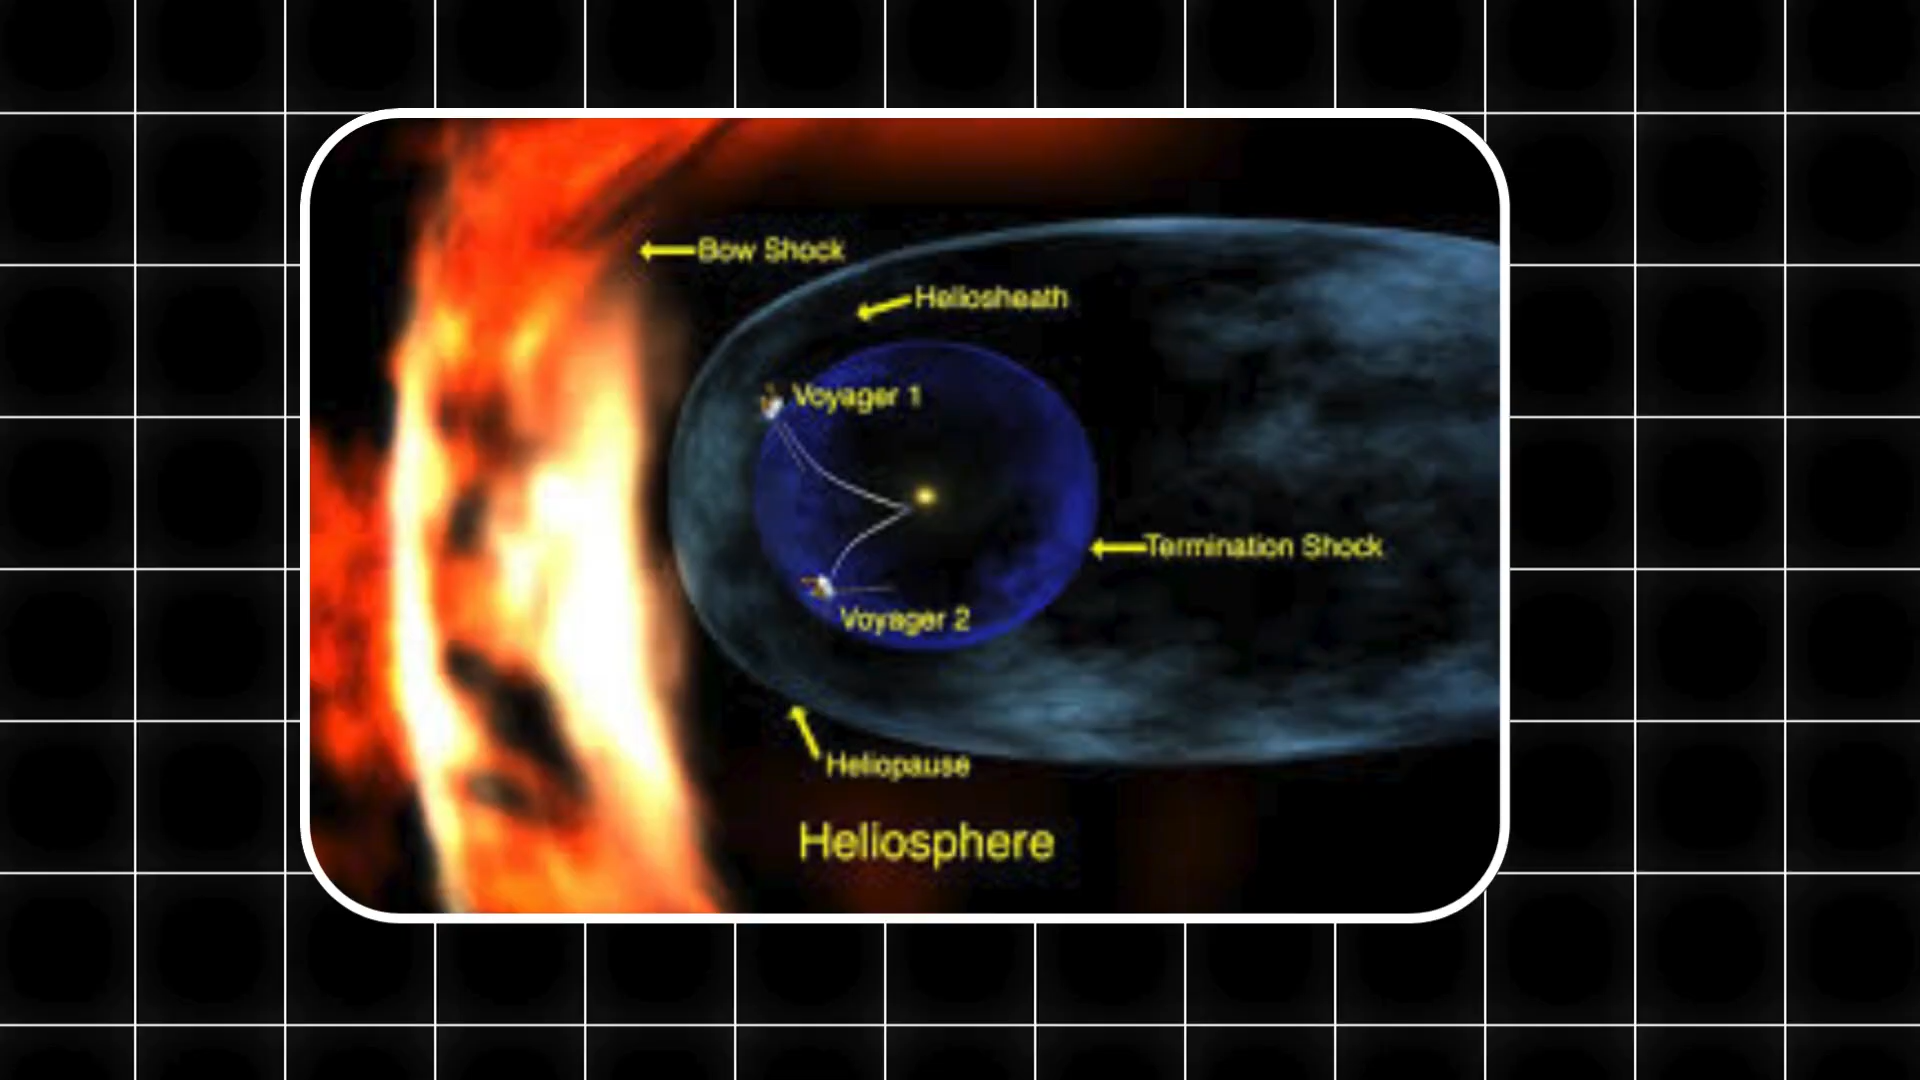 Bow Shock
Heliosheath
Voyager 1
Termination Shock
Voyager 2
Heliopause
Heliosphere